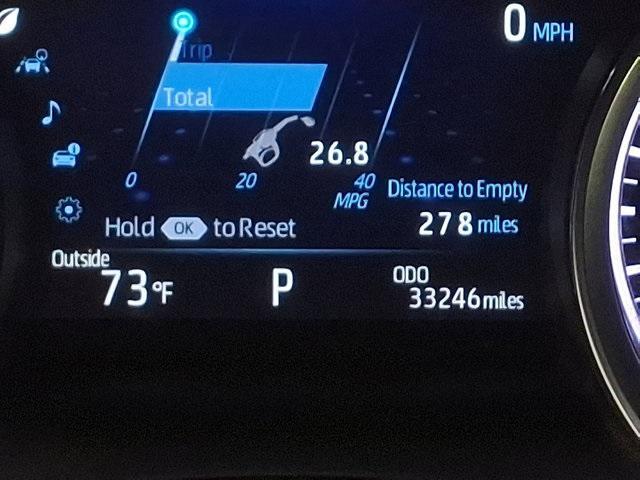 0 MPH
Trip
Total
26.8
0 20 40
MPG
Distance to Empty
278 miles
Hold OK to Reset
Outside
73°F
P
ODO
33246 miles